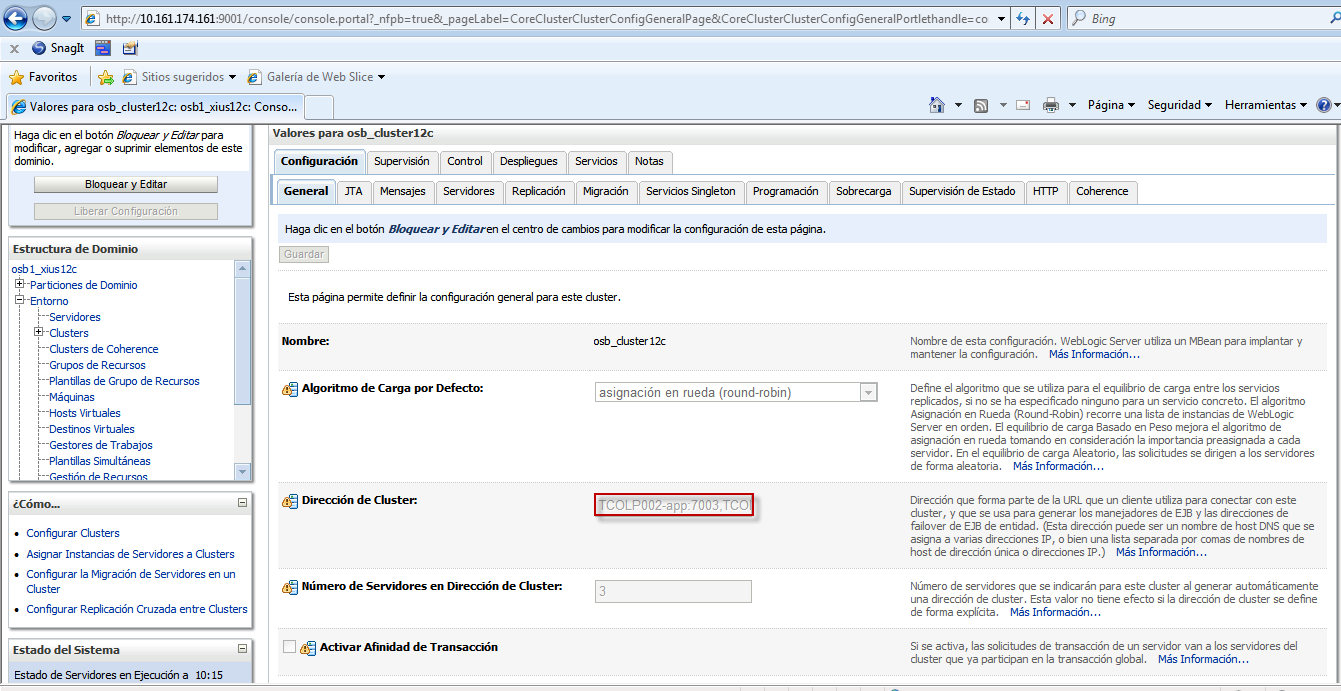 http://10.161.174.161:9001/console/console.portal?_nfpb=true&_pageLabel=CoreClusterClusterConfigGeneralPage&CoreClusterClusterConfigGeneralPortlethandle=co
Bing
x SnagIt
Favoritos Sitios sugeridos Galería de Web Slice
Valores para osb_cluster12c: osb1_xius12c: Conso...
Página Seguridad Herramientas
Haga clic en el botón Bloquear y Editar para
modificar, agregar o suprimir elementos de este
dominio.
Bloquear y Editar
Liberar Configuración
Estructura de Dominio
osb1_xius12c
Particiones de Dominio
Entorno
Servidores
Clusters
Clusters de Coherence
Grupos de Recursos
Plantillas de Grupo de Recursos
Máquinas
Hosts Virtuales
Destinos Virtuales
Gestores de Trabajos
Plantillas Simultáneas
Gestión de Recursos
¿Cómo...
Configurar Clusters
Asignar Instancias de Servidores a Clusters
Configurar la Migración de Servidores en un
Cluster
Configurar Replicación Cruzada entre Clusters
Estado del Sistema
Estado de Servidores en Ejecución a 10:15
Valores para osb_cluster12c
Configuración Supervisión Control Despliegues Servicios Notas
General JTA Mensajes Servidores Replicación Migración Servicios Singleton Programación Sobrecarga Supervisión de Estado HTTP Coherence
Haga clic en el botón Bloquear y Editar en el centro de cambios para modificar la configuración de esta página.
Guardar
Esta página permite definir la configuración general para este cluster.
Nombre:
osb_cluster12c
Nombre de esta configuración. WebLogic Server utiliza un MBean para implantar y
mantener la configuración. Más Información...
Algoritmo de Carga por Defecto:
asignación en rueda (round-robin)
Define el algoritmo que se utiliza para el equilibrio de carga entre los servicios
replicados, si no se ha especificado ninguno para un servicio concreto. El algoritmo
Asignación en Rueda (Round-Robin) recorre una lista de instancias de WebLogic
Server en orden. El equilibrio de carga Basado en Peso mejora el algoritmo de
asignación en rueda tomando en consideración la importancia preasignada a cada
servidor. En el equilibrio de carga Aleatorio, las solicitudes se dirigen a los servidores
de forma aleatoria. Más Información...
Dirección de Cluster:
TCOLP002-app:7003,TCOL
Dirección que forma parte de la URL que un cliente utiliza para conectar con este
cluster, y que se usa para generar los manejadores de EJB y las direcciones de
failover de EJB de entidad. (Esta dirección puede ser un nombre de host DNS que se
asigna a varias direcciones IP, o bien una lista separada por comas de nombres de
host de dirección única o direcciones IP.) Más Información...
Número de Servidores en Dirección de Cluster:
3
Número de servidores que se indicarán para este cluster al generar automáticamente
una dirección de cluster. Esta valor no tiene efecto si la dirección de cluster se define
de forma explícita. Más Información...
Activar Afinidad de Transacción
Si se activa, las solicitudes de transacción de un servidor van a los servidores del
cluster que ya participan en la transacción global. Más Información...